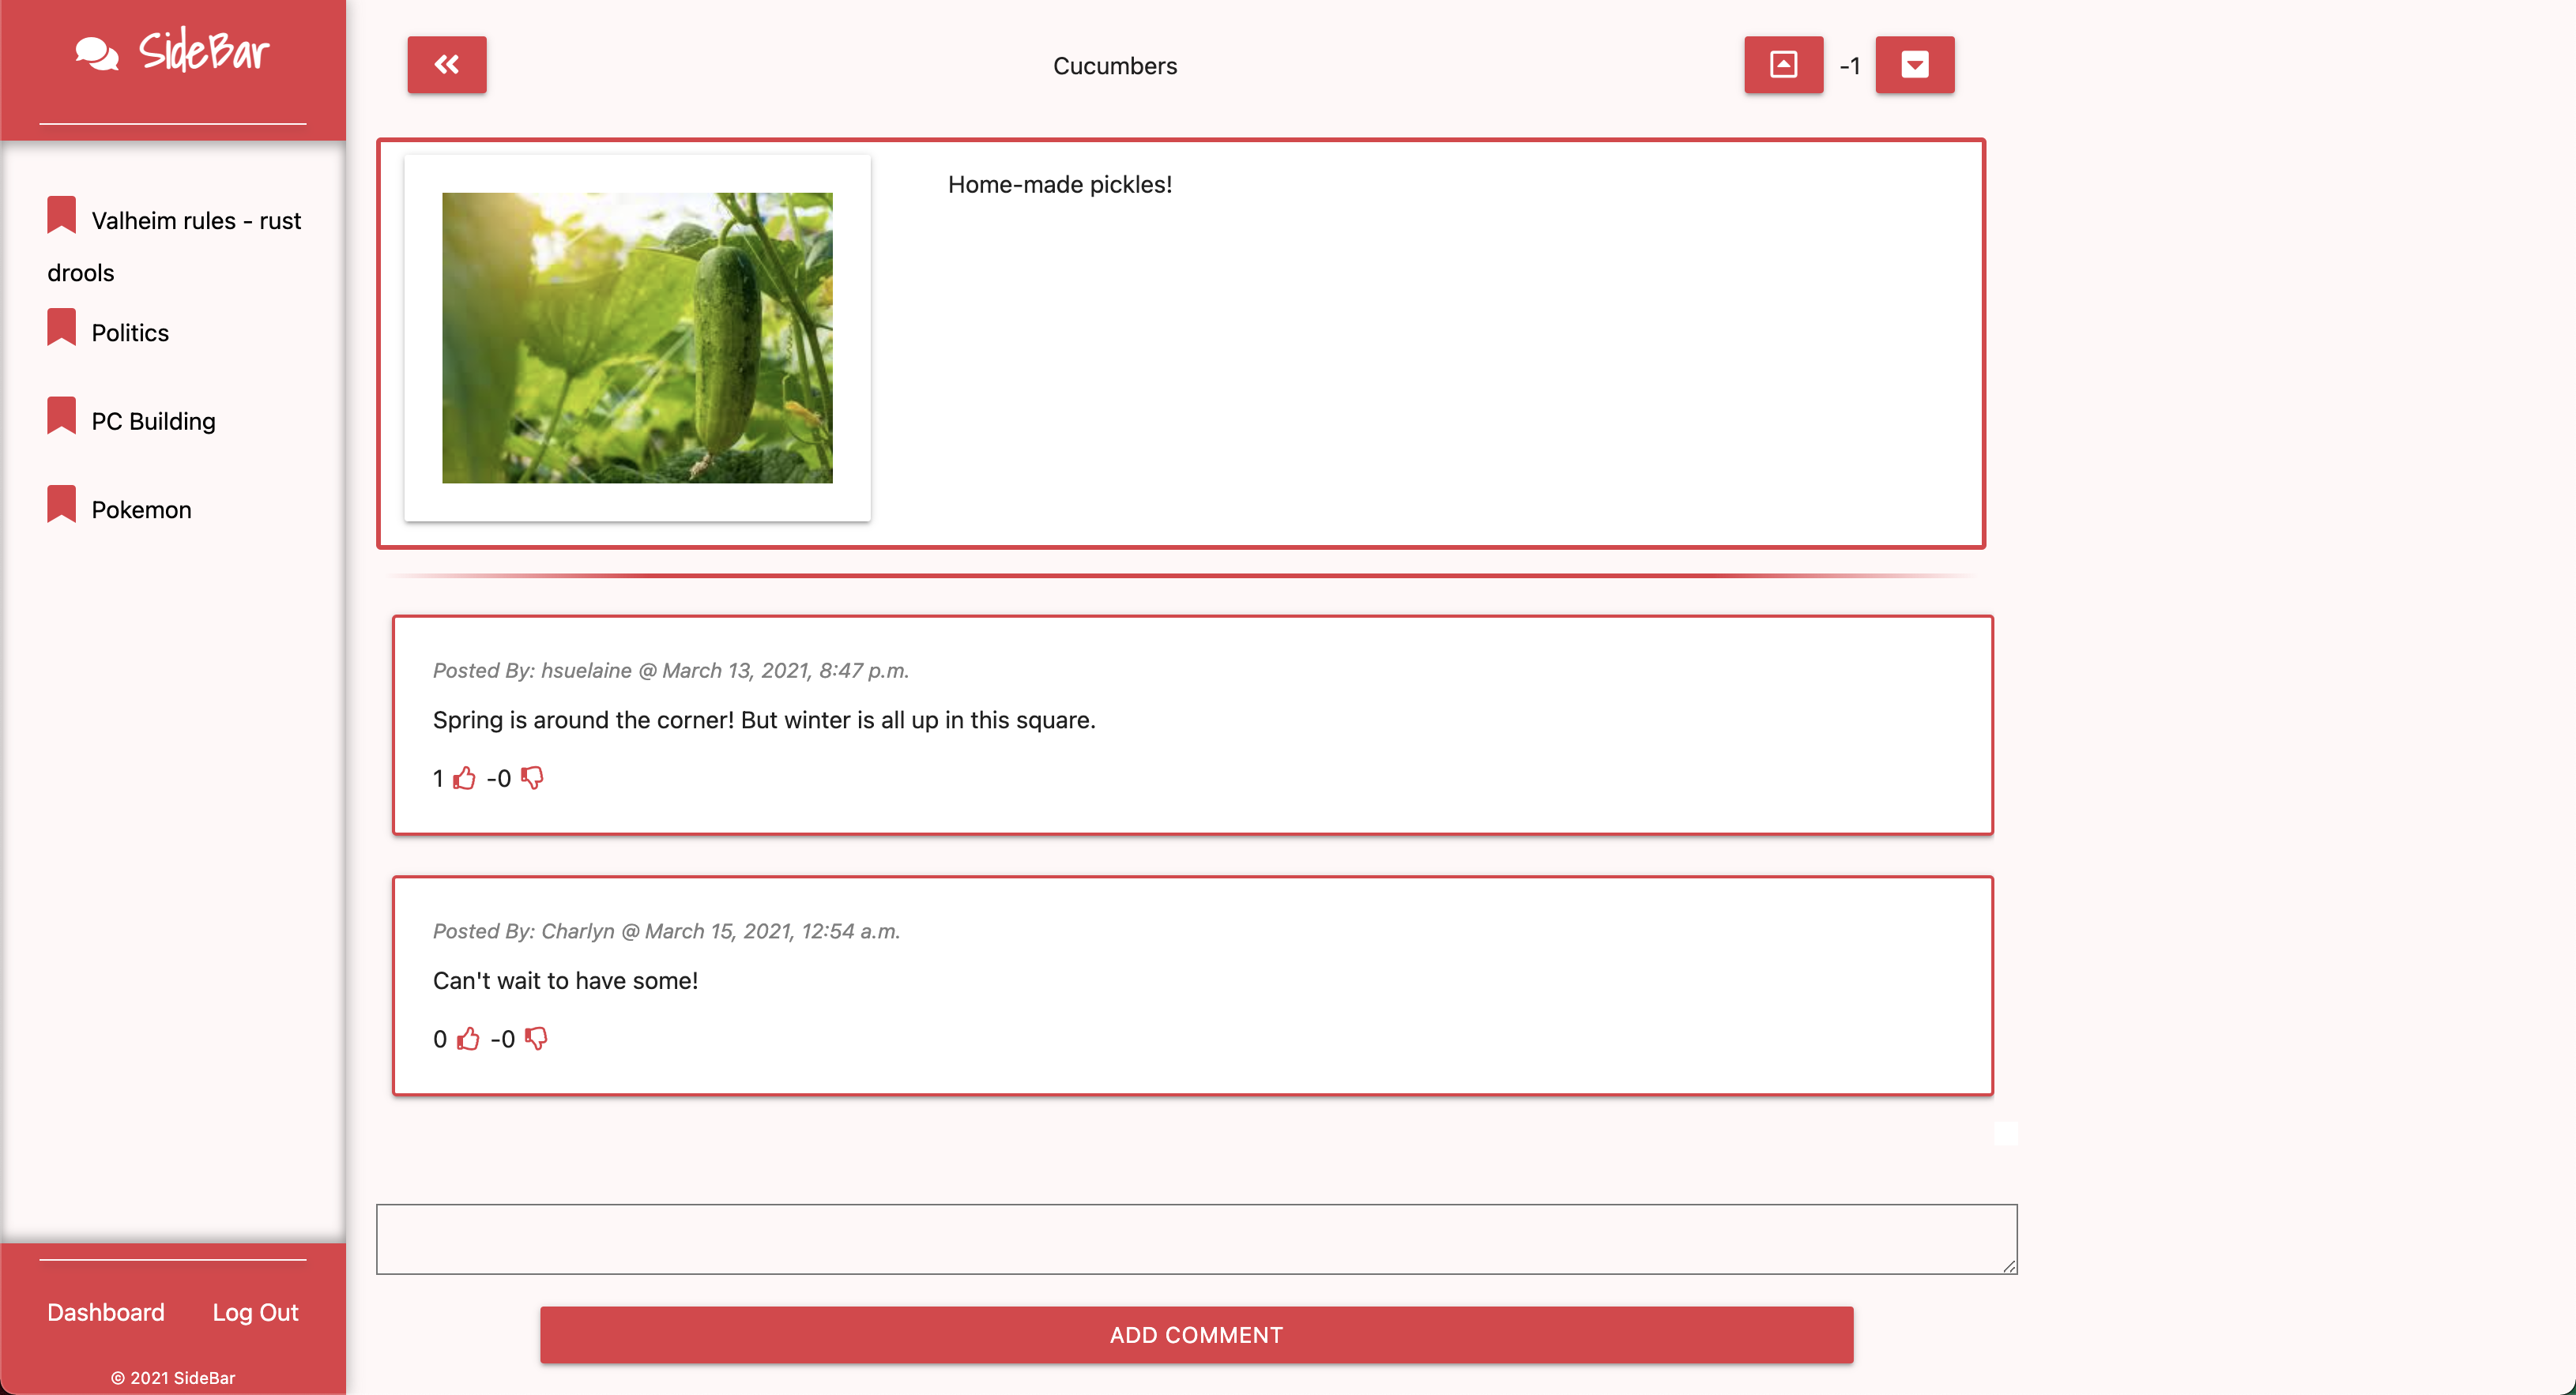 SideBar
Cucumbers
-1
Valheim rules - rust
drools
Politics
PC Building
Pokemon
Home-made pickles!
Posted By: hsuelaine @ March 13, 2021, 8:47 p.m.
Spring is around the corner! But winter is all up in this square.
1 -0
Posted By: Charlyn @ March 15, 2021, 12:54 a.m.
Can't wait to have some!
0 -0
ADD COMMENT
Dashboard Log Out
© 2021 SideBar